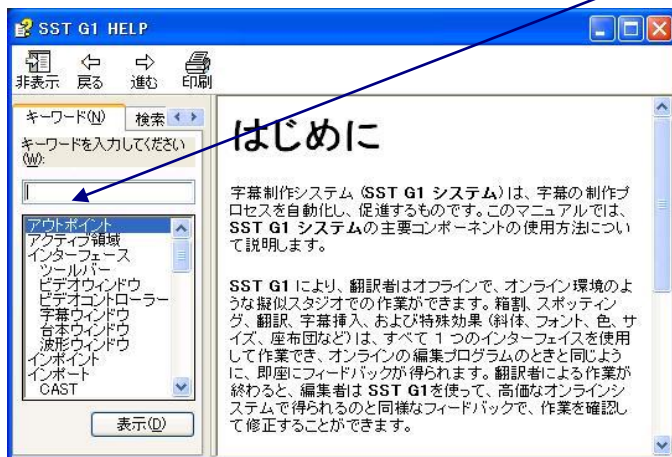 SST G1 HELP
非表示 戻る 進む 印刷
キーワード(N) 検索
キーワードを入力してください
(W):
アウトポイント
アクティブ領域
インターフェース
ツールバー
ビデオウィンドウ
ビデオコントローラー
字幕ウィンドウ
台本ウィンドウ
波形ウィンドウ
インポイント
インポート
CAST
表示(D)
はじめに
字幕制作システム (SST G1 システム) は、字幕の制作プ
ロセスを自動化し、促進するものです。このマニュアルでは、
SST G1 システムの主要コンポーネントの使用方法につい
て説明します。
SST G1 により、翻訳者はオフラインで、オンライン環境のよ
うな擬似スタジオでの作業ができます。箱割、スポッティン
グ、翻訳、字幕挿入、および特殊効果 (斜体、フォント、色、サ
イズ、座布団など) は、すべて 1 つのインターフェイスを使用
して作業でき、オンラインの編集プログラムのときと同じよう
に、即座にフィードバックが得られます。翻訳者による作業が
終わると、編集者は SST G1を使って、高価なオンラインシ
ステムで得られるのと同様なフィードバックで、作業を確認し
て修正することができます。